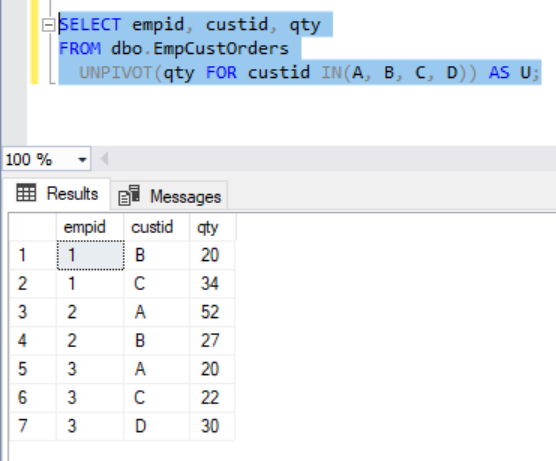 SELECT empid, custid, qty
FROM dbo.EmpCustOrders
UNPIVOT(qty FOR custid IN(A, B, C, D)) AS U;
100 %
Results Messages
empid custid qty
1 1 B 20
2 1 C 34
3 2 A 52
4 2 B 27
5 3 A 20
6 3 C 22
7 3 D 30